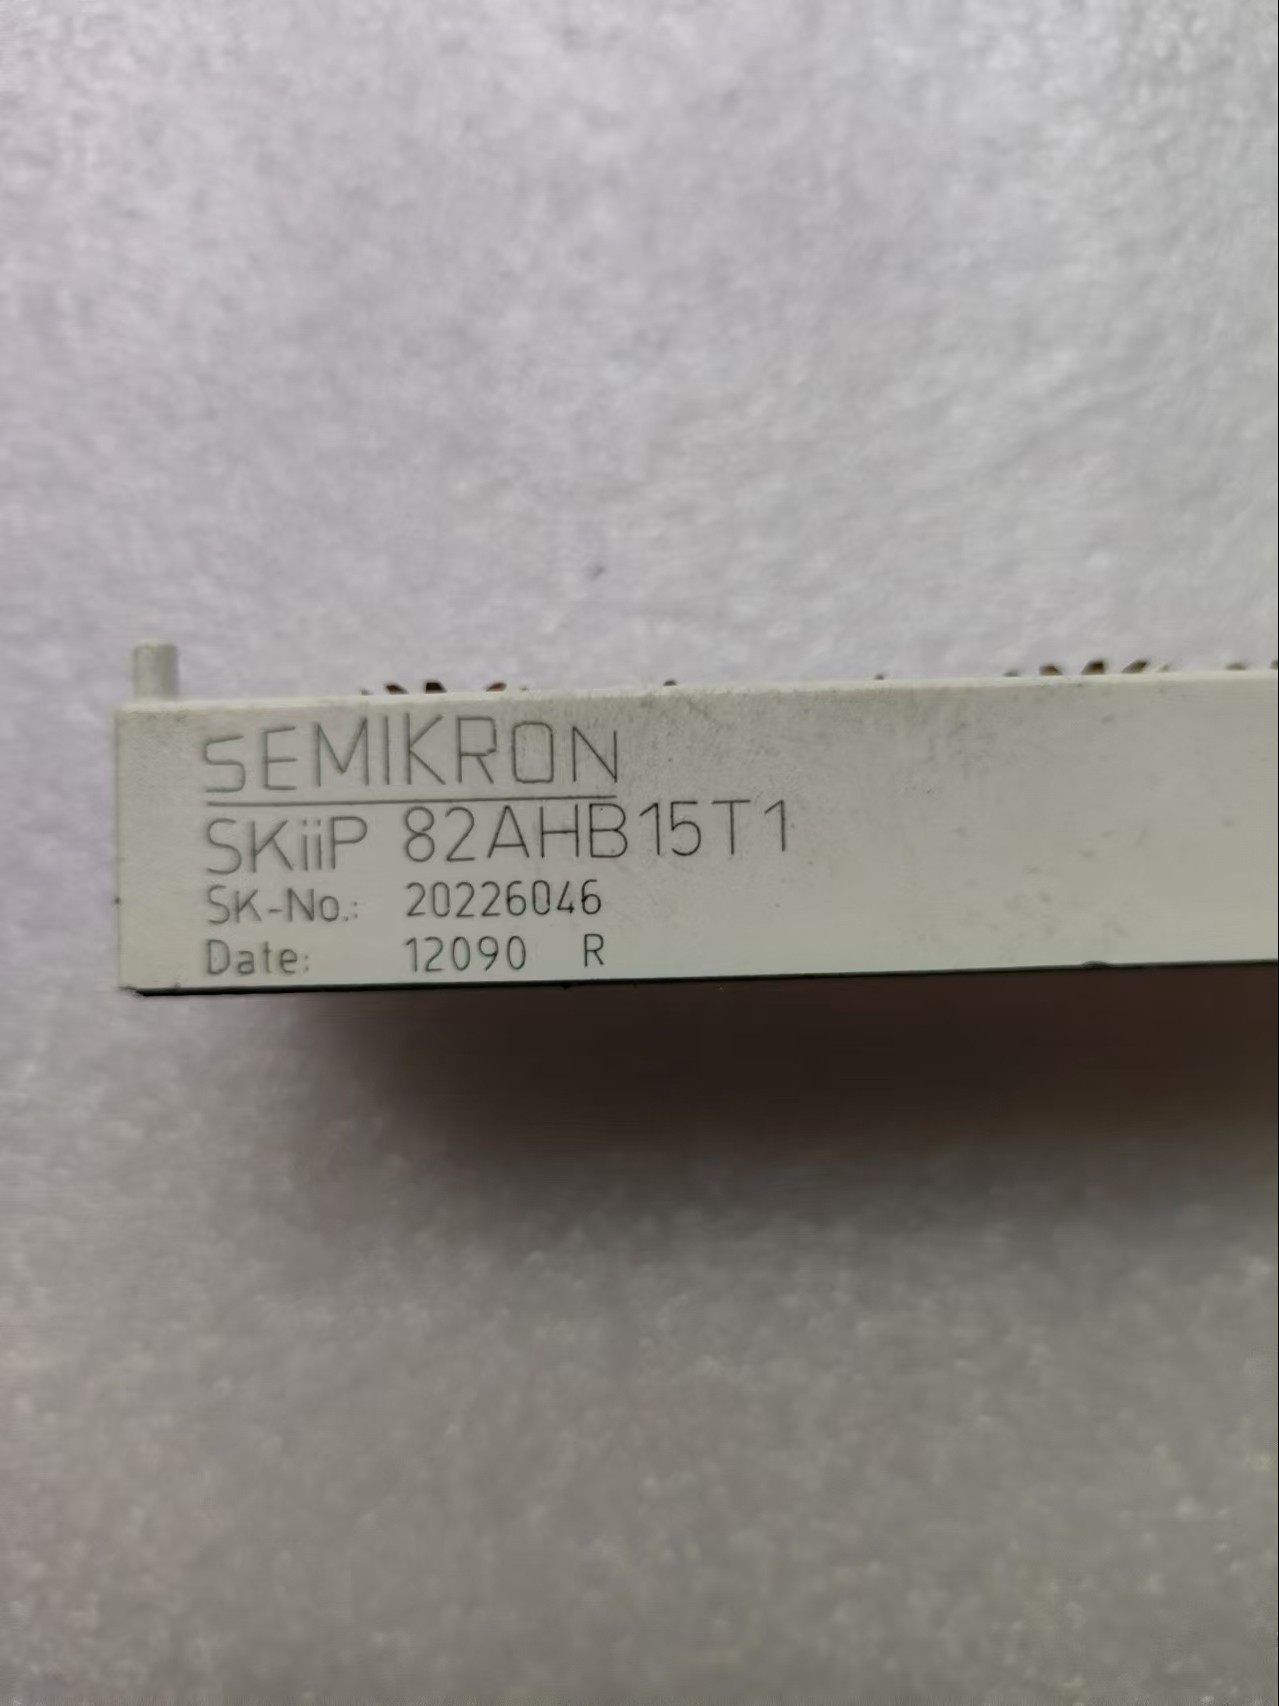 SEMIKRON
SKiiP 82AHB15T1
SK-No.: 20226046
Date: 12090 R